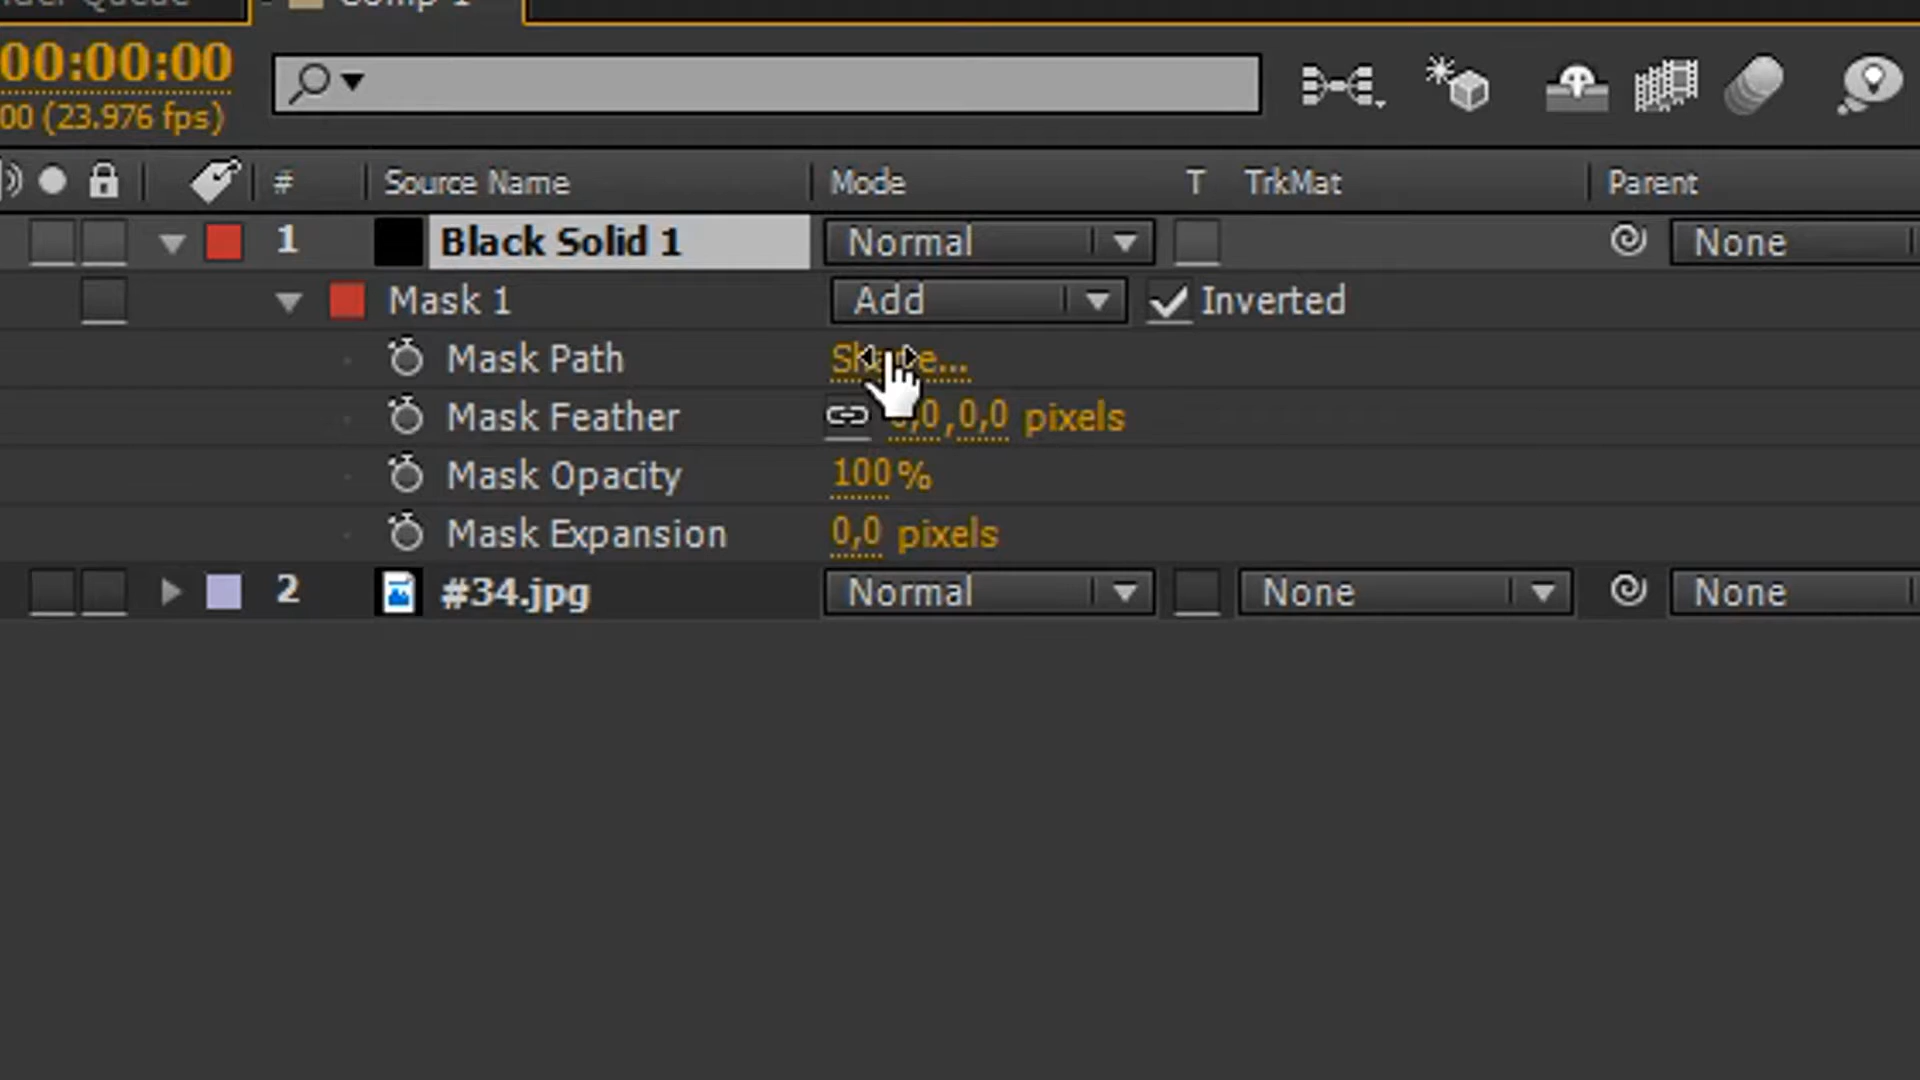 00:00:00
00 (23.976 fps)
# Source Name Mode T TrkMat Parent
1 Black Solid 1 Normal None
Mask 1 Add Inverted
Mask Path
Mask Feather ,0,0,0 pixels
Mask Opacity 100%
Mask Expansion 0,0 pixels
2 #34.jpg Normal None None